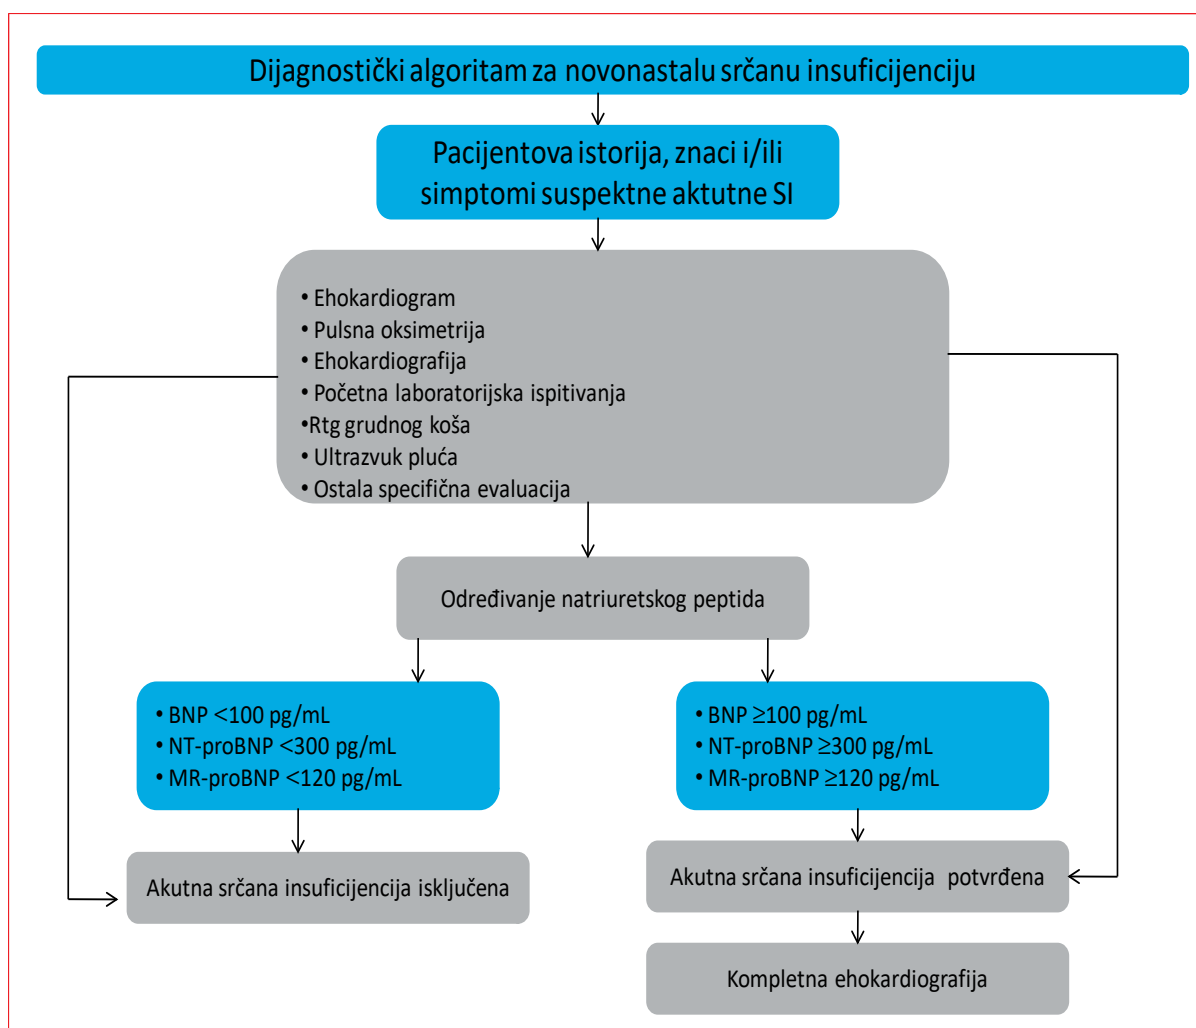 Dijagnostički algoritam za novonastalu srčanu insuficijenciju
Pacijentova istorija, znaci i/ili
simptomi suspektne aktutne SI
• Ehokardiogram
• Pulsna oksimetrija
• Ehokardiografija
• Početna laboratorijska ispitivanja
•Rtg grudnog koša
• Ultrazvuk pluća
• Ostala specifična evaluacija
Određivanje natriuretskog peptida
• BNP <100 pg/mL
• NT-proBNP <300 pg/mL
• MR-proBNP <120 pg/mL
• BNP ≥100 pg/mL
• NT-proBNP ≥300 pg/mL
• MR-proBNP ≥120 pg/mL
Akutna srčana insuficijencija isključena
Akutna srčana insuficijencija potvrđena
Kompletna ehokardiografija